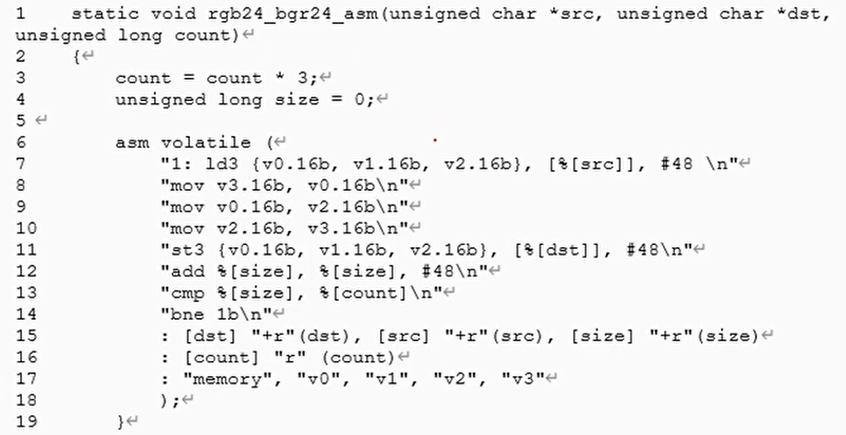 1    static void rgb24_bgr24_asm(unsigned char *src, unsigned char *dst,
unsigned long count)↵
2    {↵
3        count = count * 3;↵
4        unsigned long size = 0;↵
5 ↵
6        asm volatile (↵
7            "1: ld3 {v0.16b, v1.16b, v2.16b}, [%[src]], #48 \n"↵
8            "mov v3.16b, v0.16b\n"↵
9            "mov v0.16b, v2.16b\n"↵
10            "mov v2.16b, v3.16b\n"↵
11            "st3 {v0.16b, v1.16b, v2.16b}, [%[dst]], #48\n"↵
12            "add %[size], %[size], #48\n"↵
13            "cmp %[size], %[count]\n"↵
14            "bne 1b\n"↵
15            : [dst] "+r"(dst), [src] "+r"(src), [size] "+r"(size)↵
16            : [count] "r" (count)↵
17            : "memory", "v0", "v1", "v2", "v3"↵
18            );↵
19        }↵